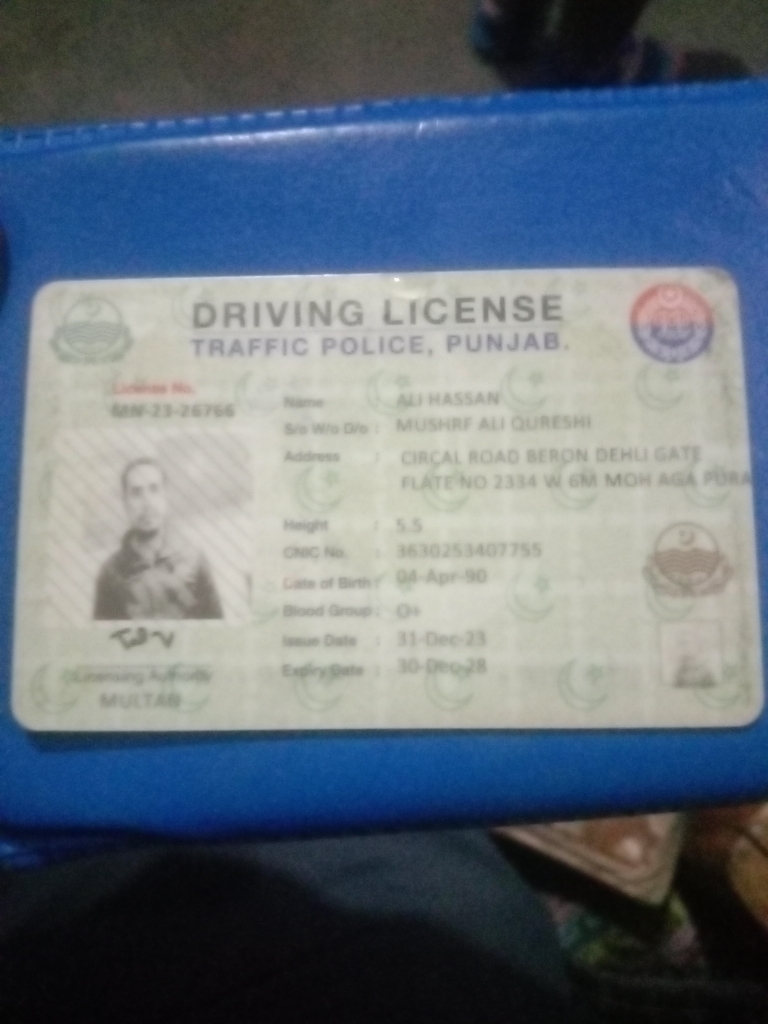 DRIVING LICENSE
TRAFFIC POLICE, PUNJAB.
License No.
MN-23-26766
Name : ALI HASSAN
S/o W/o D/o : MUSHRF ALI QURESHI
Address : CIRCAL ROAD BERON DEHLI GATE
FLATE NO 2334 W 6M MOH AGA PURA
Height : 5.5
CNIC No. : 3630253407755
Date of Birth : 04-Apr-90
Blood Group : O+
Issue Date : 31-Dec-23
Expiry Date : 30-Dec-28
Licensing Authority
MULTAN